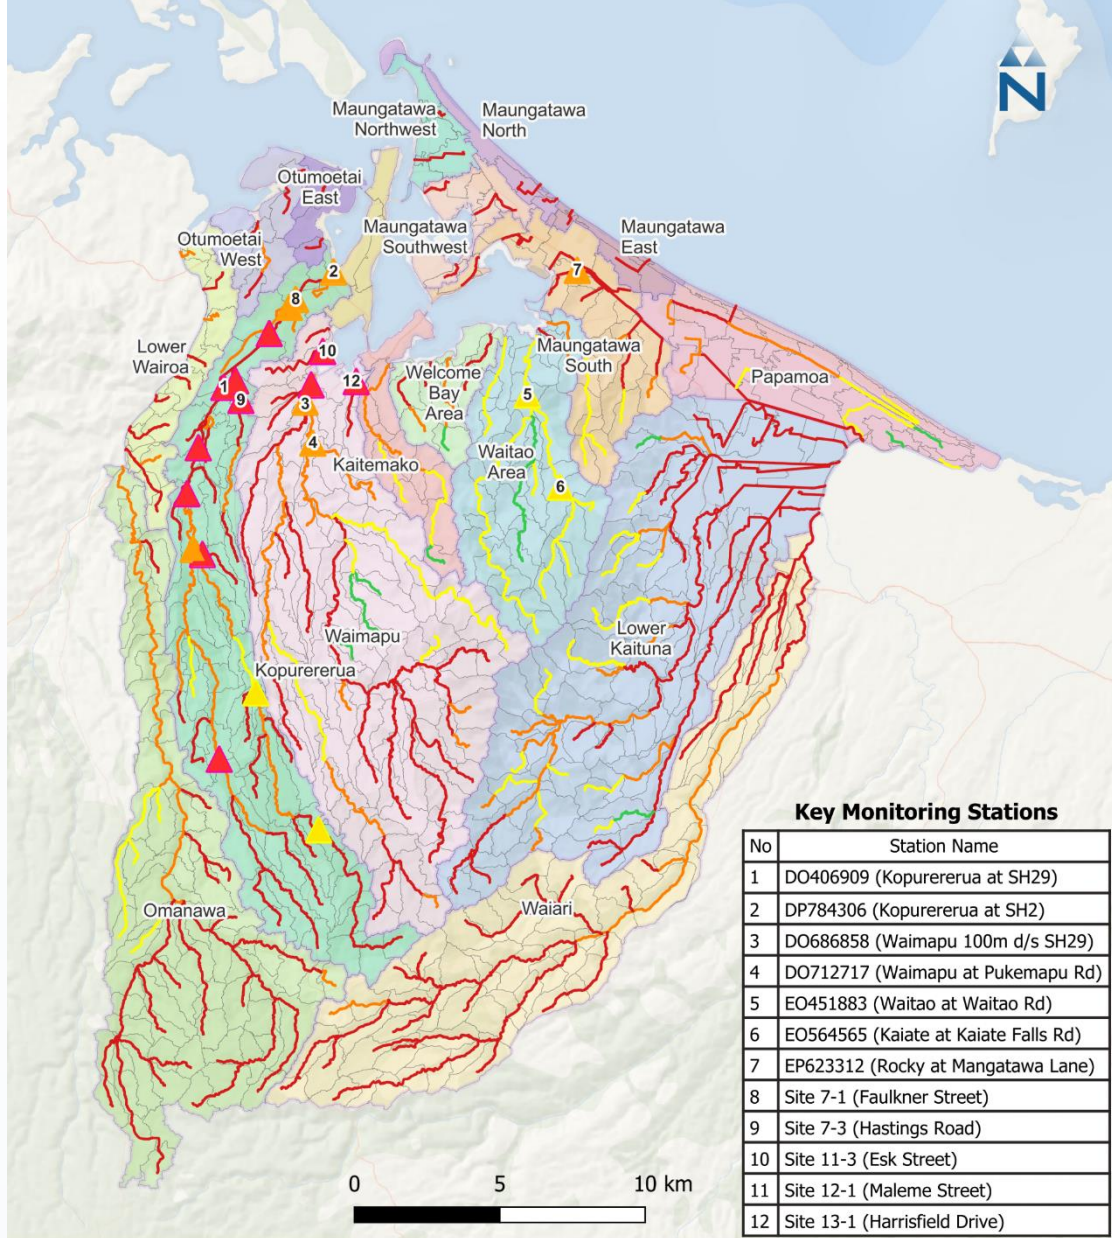 N
Maungatawa
Northwest
Maungatawa
North
Otumoetai
East
Otumoetai
West
Maungatawa
Southwest
Maungatawa
East
2
7
8
Lower
Wairoa
10
Maungatawa
South
1
9
12
3
Welcome
Bay
Area
5
Papamoa
4
Kaitemako
Waitao
Area
6
Waimapu
Lower
Kaituna
Kopurererua
Omanawa
Waiari
Key Monitoring Stations
No Station Name
1 DO406909 (Kopurererua at SH29)
2 DP784306 (Kopurererua at SH2)
3 DO686858 (Waimapu 100m d/s SH29)
4 DO712717 (Waimapu at Pukemapu Rd)
5 EO451883 (Waitao at Waitao Rd)
6 EO564565 (Kaiate at Kaiate Falls Rd)
7 EP623312 (Rocky at Mangatawa Lane)
8 Site 7-1 (Faulkner Street)
9 Site 7-3 (Hastings Road)
10 Site 11-3 (Esk Street)
11 Site 12-1 (Maleme Street)
12 Site 13-1 (Harrisfield Drive)
0 5 10 km